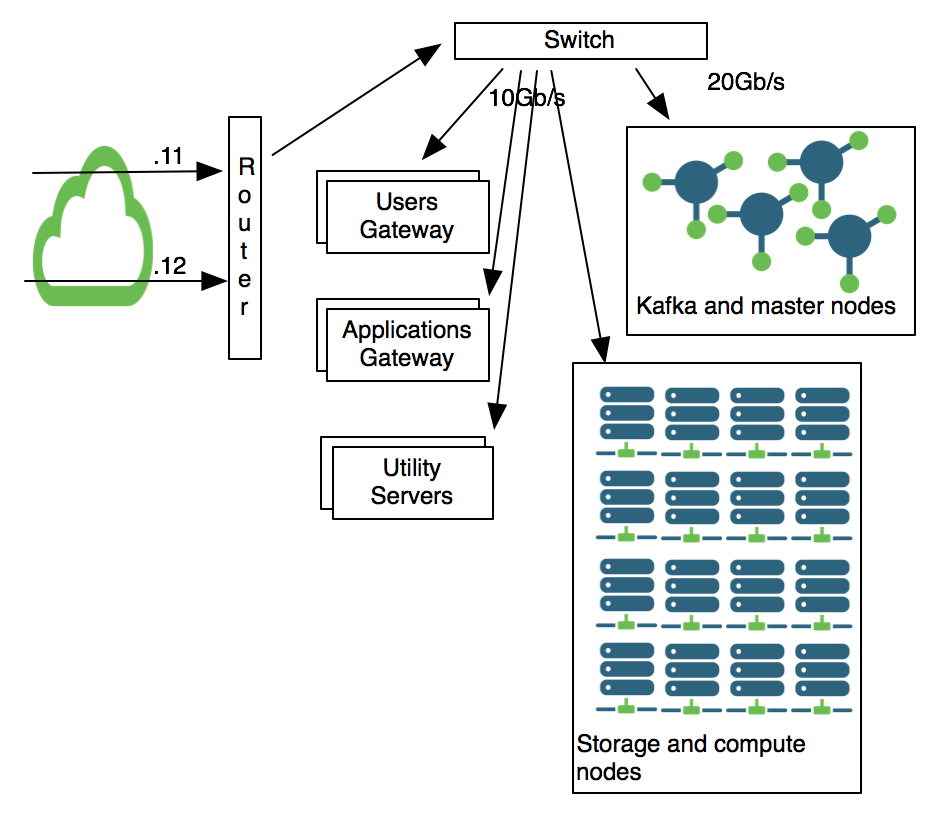 Switch
20Gb/s
10Gb/s
.11
.12
Router
Users
Gateway
Applications
Gateway
Utility
Servers
Kafka and master nodes
Storage and compute
nodes